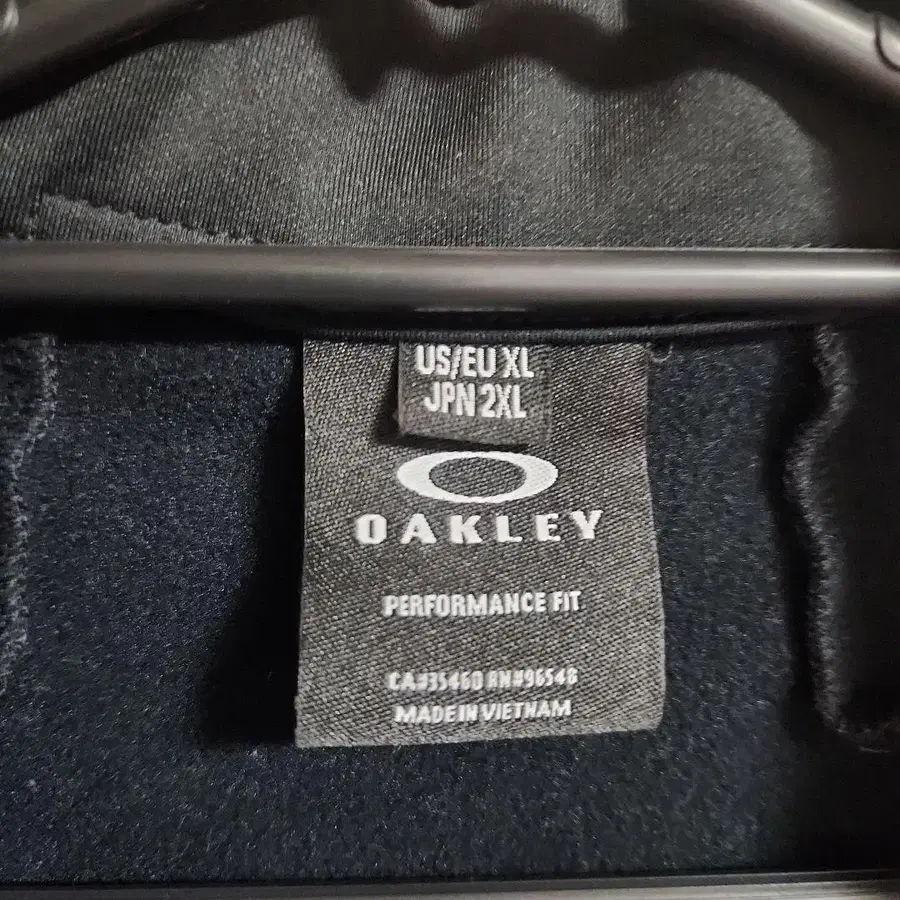 US/EU XL
JPN 2XL
OAKLEY
PERFORMANCE FIT
CA#35460 RN#96548
MADE IN VIETNAM